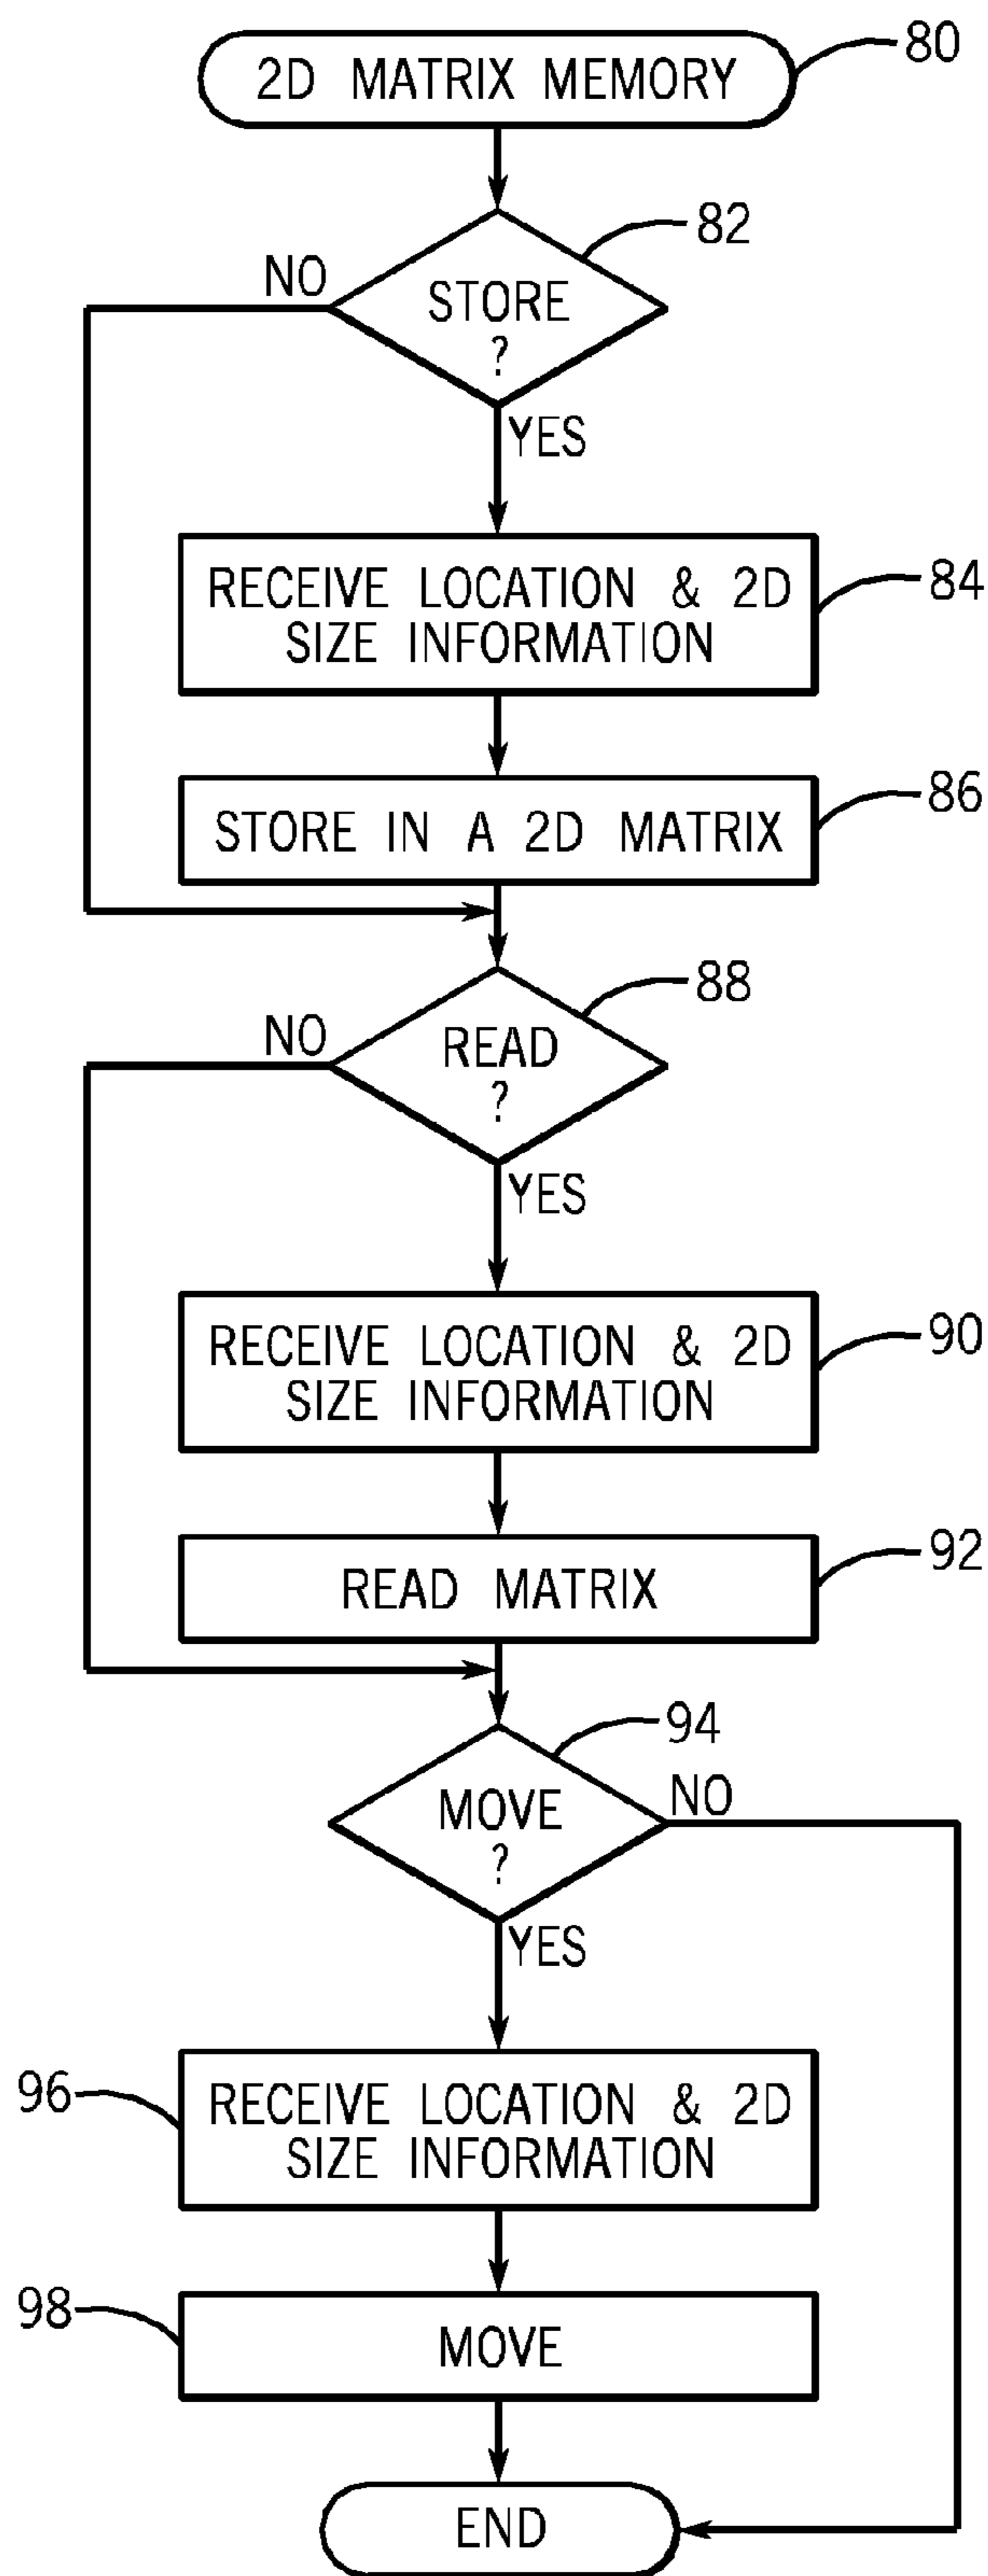 2D MATRIX MEMORY
80
82
NO
STORE
?
YES
RECEIVE LOCATION & 2D
SIZE INFORMATION
84
STORE IN A 2D MATRIX
86
88
NO
READ
?
YES
RECEIVE LOCATION & 2D
SIZE INFORMATION
90
READ MATRIX
92
94
MOVE
?
NO
YES
96
RECEIVE LOCATION & 2D
SIZE INFORMATION
98
MOVE
END